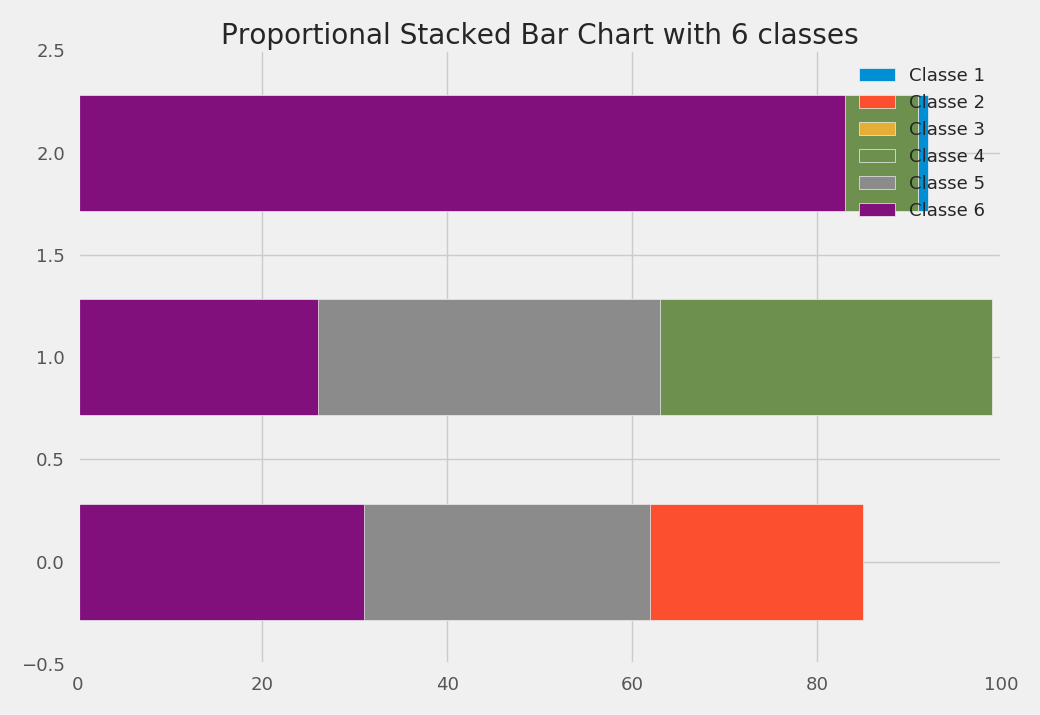 Proportional Stacked Bar Chart with 6 classes
2.5
2.0
1.5
1.0
0.5
0.0
−0.5
0 20 40 60 80 100
Classe 1
Classe 2
Classe 3
Classe 4
Classe 5
Classe 6